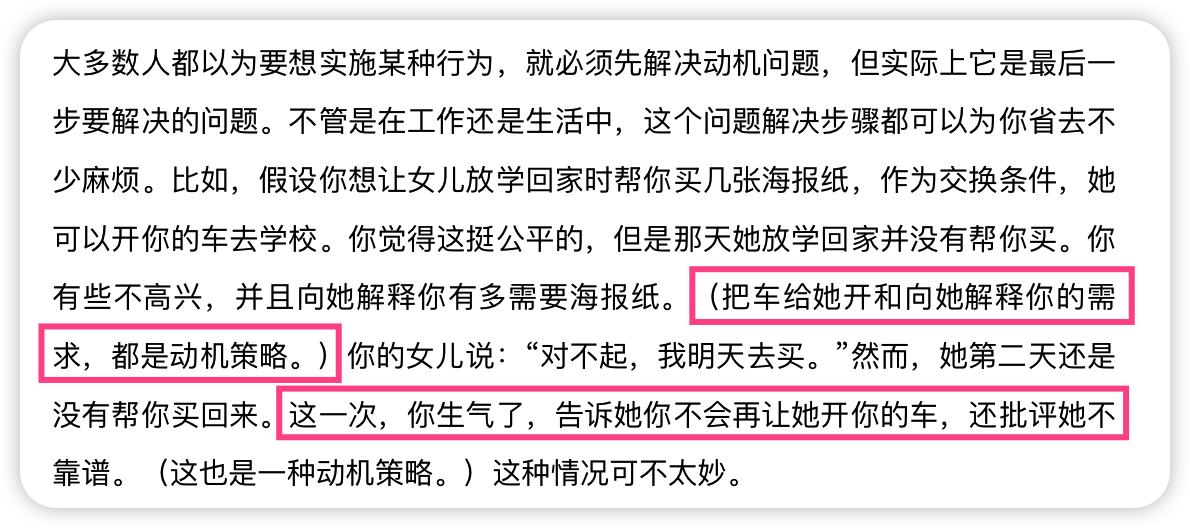 大多数人都以为要想实施某种行为，就必须先解决动机问题，但实际上它是最后一
步要解决的问题。不管是在工作还是生活中，这个问题解决步骤都可以为你省去不
少麻烦。比如，假设你想让女儿放学回家时帮你买几张海报纸，作为交换条件，她
可以开你的车去学校。你觉得这挺公平的，但是那天她放学回家并没有帮你买。你
有些不高兴，并且向她解释你有多需要海报纸。（把车给她开和向她解释你的需
求，都是动机策略。）你的女儿说：“对不起，我明天去买。”然而，她第二天还是
没有帮你买回来。这一次，你生气了，告诉她你不会再让她开你的车，还批评她不
靠谱。（这也是一种动机策略。）这种情况可不太妙。